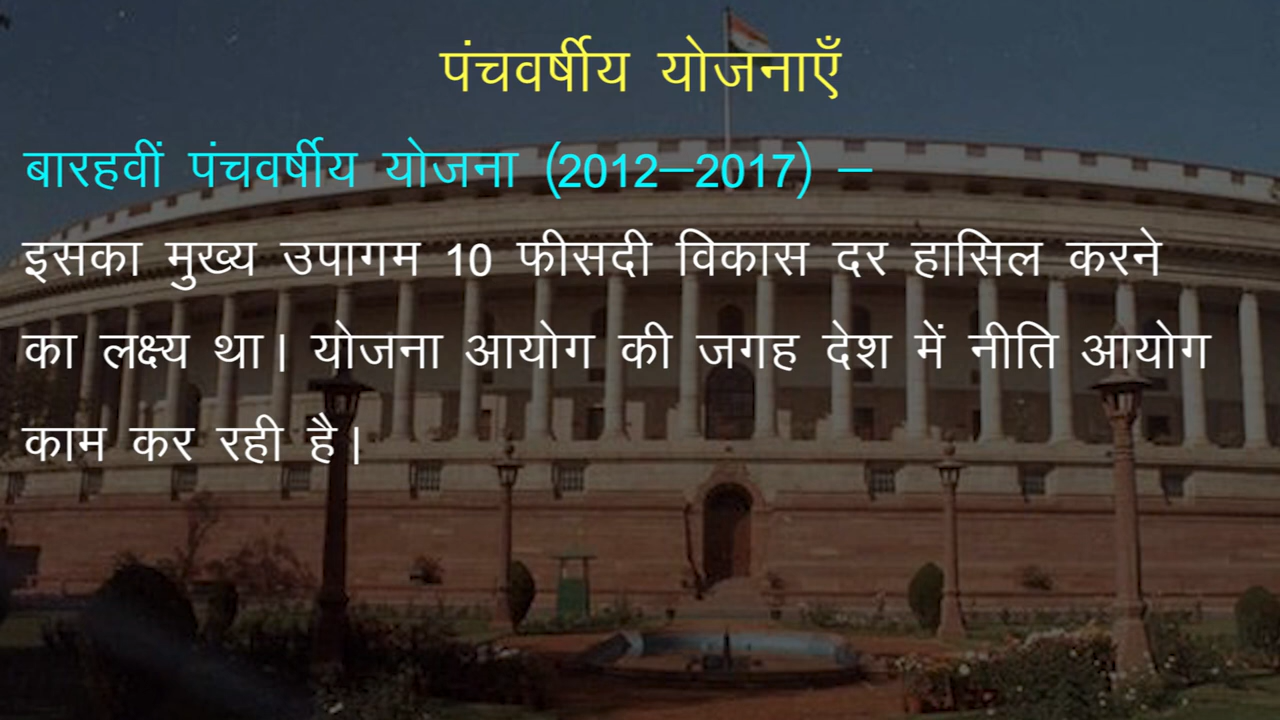 पंचवर्षीय योजनाएँ
बारहवीं पंचवर्षीय योजना (2012–2017) –
इसका मुख्य उपागम 10 फीसदी विकास दर हासिल करने
का लक्ष्य था। योजना आयोग की जगह देश में नीति आयोग
काम कर रही है।